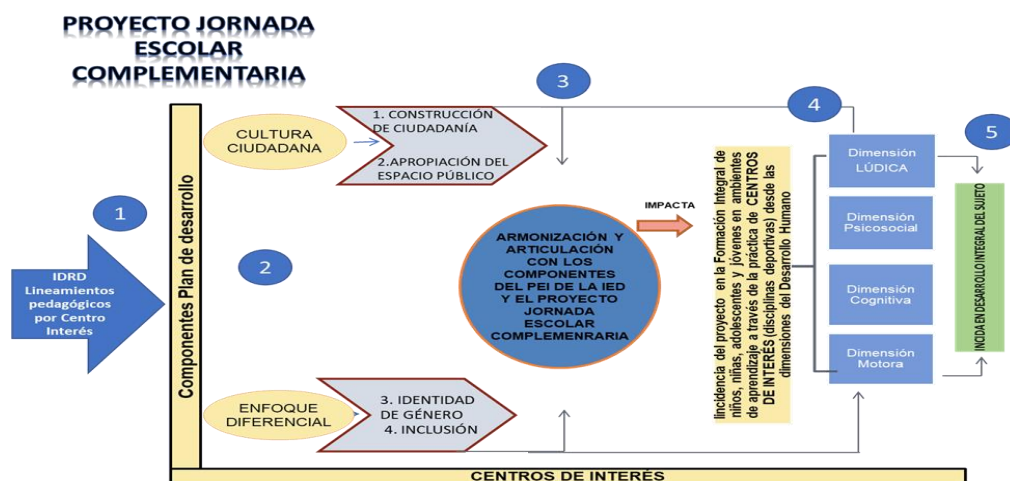 PROYECTO JORNADA
ESCOLAR
COMPLEMENTARIA
1
IDRD
Lineamientos
pedagógicos
por Centro
Interés
Componentes Plan de desarrollo
2
CULTURA
CIUDADANA
1. CONSTRUCCIÓN
DE CIUDADANÍA
2.APROPIACIÓN DEL
ESPACIO PÚBLICO
ENFOQUE
DIFERENCIAL
3. IDENTIDAD
DE GÉNERO
4. INCLUSIÓN
3
ARMONIZACIÓN Y
ARTICULACIÓN
CON LOS
COMPONENTES
DEL PEI DE LA IED
Y EL PROYECTO
JORNADA
ESCOLAR
COMPLEMENRARIA
IMPACTA
Iincidencia del proyecto en la Formación Integral de
niños, niñas, adolescentes y jóvenes en ambientes
de aprendizaje a través de la práctica de CENTROS
DE INTERÉS (disciplinas deportivas) desde las
dimensiones del Desarrollo Humano
4
Dimensión
LÚDICA
Dimensión
Psicosocial
Dimensión
Cognitiva
Dimensión
Motora
5
INCIDA EN DESARROLLO INTEGRAL DEL SUJETO
CENTROS DE INTERÉS